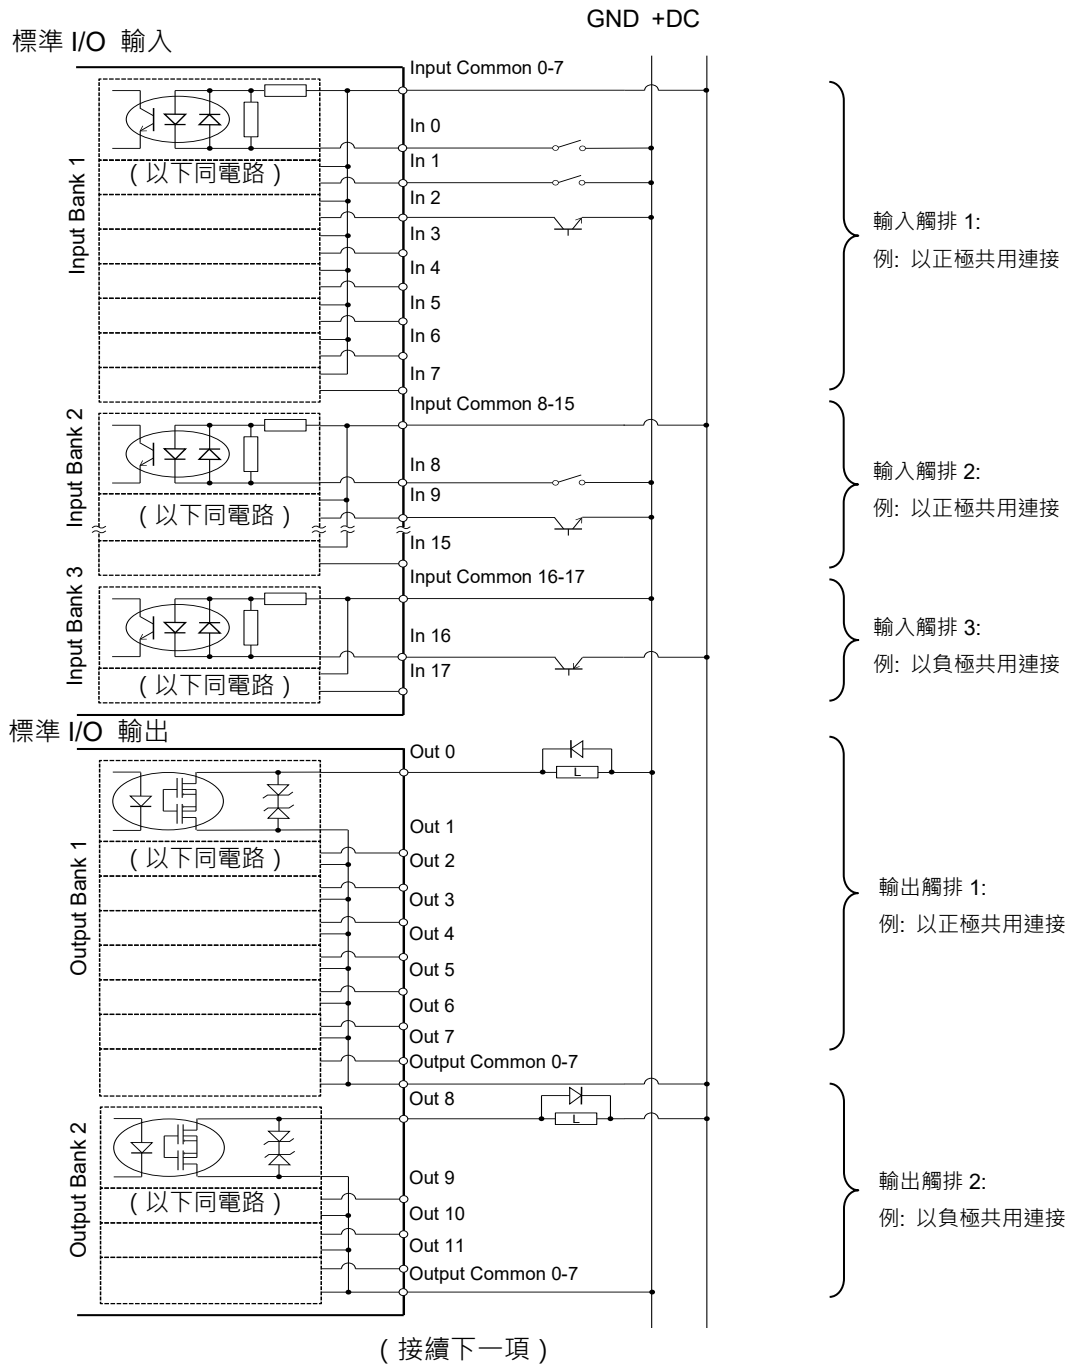 GND +DC
標準 I/O 輸入
Input Common 0-7
In 0
In 1
(以下同電路)
In 2
In 3
In 4
In 5
In 6
In 7
Input Bank 1
輸入觸排 1:
例: 以正極共用連接
Input Common 8-15
In 8
In 9
(以下同電路)
In 15
Input Bank 2
輸入觸排 2:
例: 以正極共用連接
Input Common 16-17
In 16
In 17
(以下同電路)
Input Bank 3
輸入觸排 3:
例: 以負極共用連接
標準 I/O 輸出
Out 0
L
Out 1
(以下同電路)
Out 2
Out 3
Out 4
Out 5
Out 6
Out 7
Output Common 0-7
Output Bank 1
輸出觸排 1:
例: 以正極共用連接
Out 8
L
Out 9
(以下同電路)
Out 10
Out 11
Output Common 0-7
Output Bank 2
輸出觸排 2:
例: 以負極共用連接
(接續下一項)